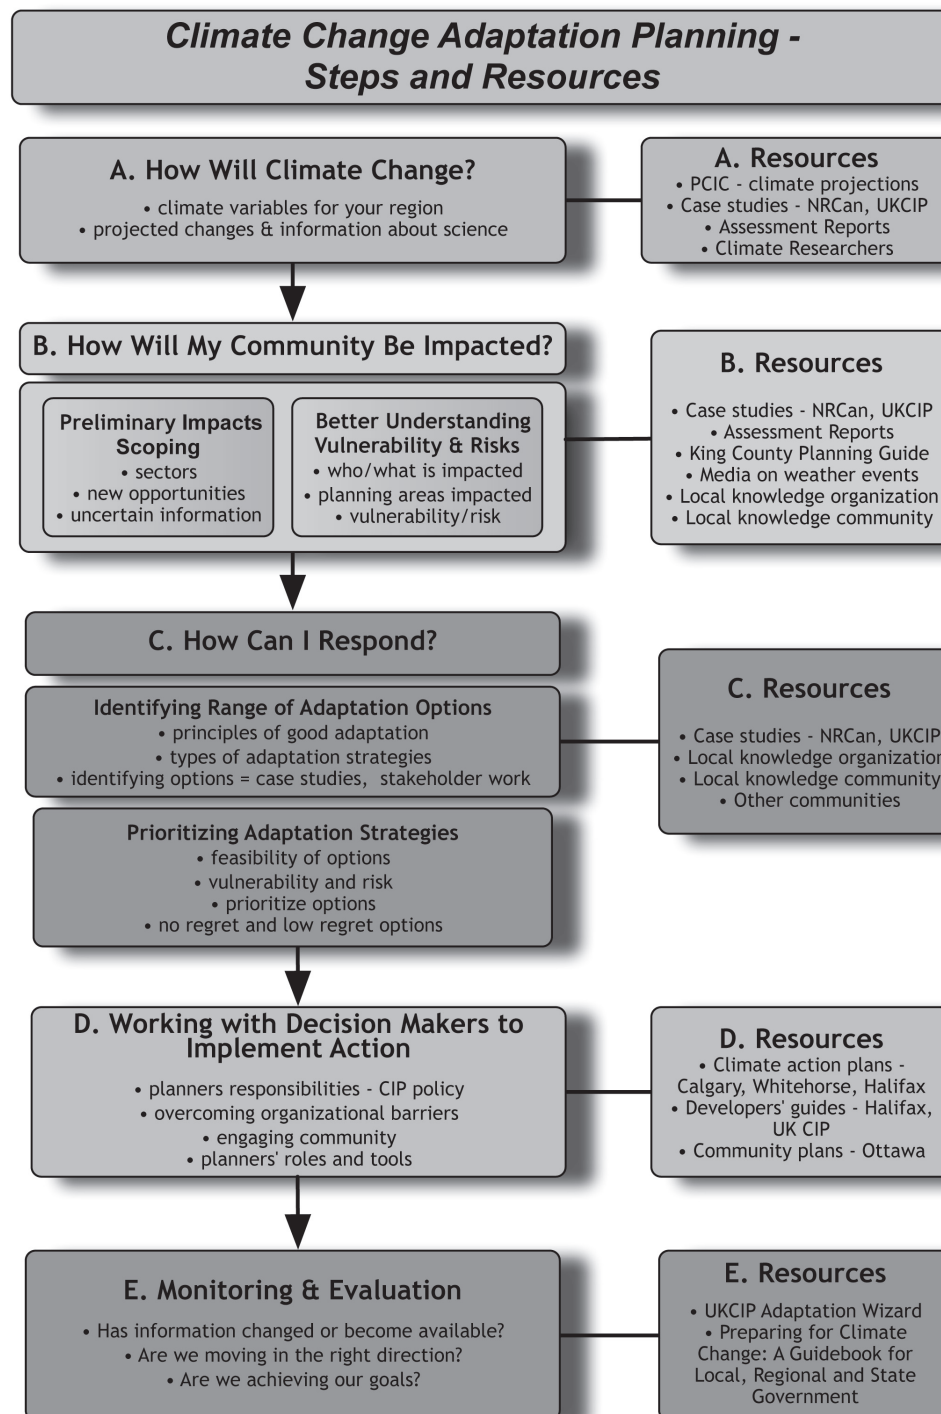 Climate Change Adaptation Planning -
Steps and Resources
A. How Will Climate Change?
• climate variables for your region
• projected changes & information about science
A. Resources
• PCIC - climate projections
• Case studies - NRCan, UKCIP
• Assessment Reports
• Climate Researchers
B. How Will My Community Be Impacted?
Preliminary Impacts
Scoping
• sectors
• new opportunities
• uncertain information
Better Understanding
Vulnerability & Risks
• who/what is impacted
• planning areas impacted
• vulnerability/risk
B. Resources
• Case studies - NRCan, UKCIP
• Assessment Reports
• King County Planning Guide
• Media on weather events
• Local knowledge organization
• Local knowledge community
C. How Can I Respond?
Identifying Range of Adaptation Options
• principles of good adaptation
• types of adaptation strategies
• identifying options = case studies, stakeholder work
Prioritizing Adaptation Strategies
• feasibility of options
• vulnerability and risk
• prioritize options
• no regret and low regret options
C. Resources
• Case studies - NRCan, UKCIP
• Local knowledge organization
• Local knowledge community
• Other communities
D. Working with Decision Makers to
Implement Action
• planners responsibilities - CIP policy
• overcoming organizational barriers
• engaging community
• planners' roles and tools
D. Resources
• Climate action plans -
Calgary, Whitehorse, Halifax
• Developers' guides - Halifax,
UK CIP
• Community plans - Ottawa
E. Monitoring & Evaluation
• Has information changed or become available?
• Are we moving in the right direction?
• Are we achieving our goals?
E. Resources
• UKCIP Adaptation Wizard
• Preparing for Climate
Change: A Guidebook for
Local, Regional and State
Government